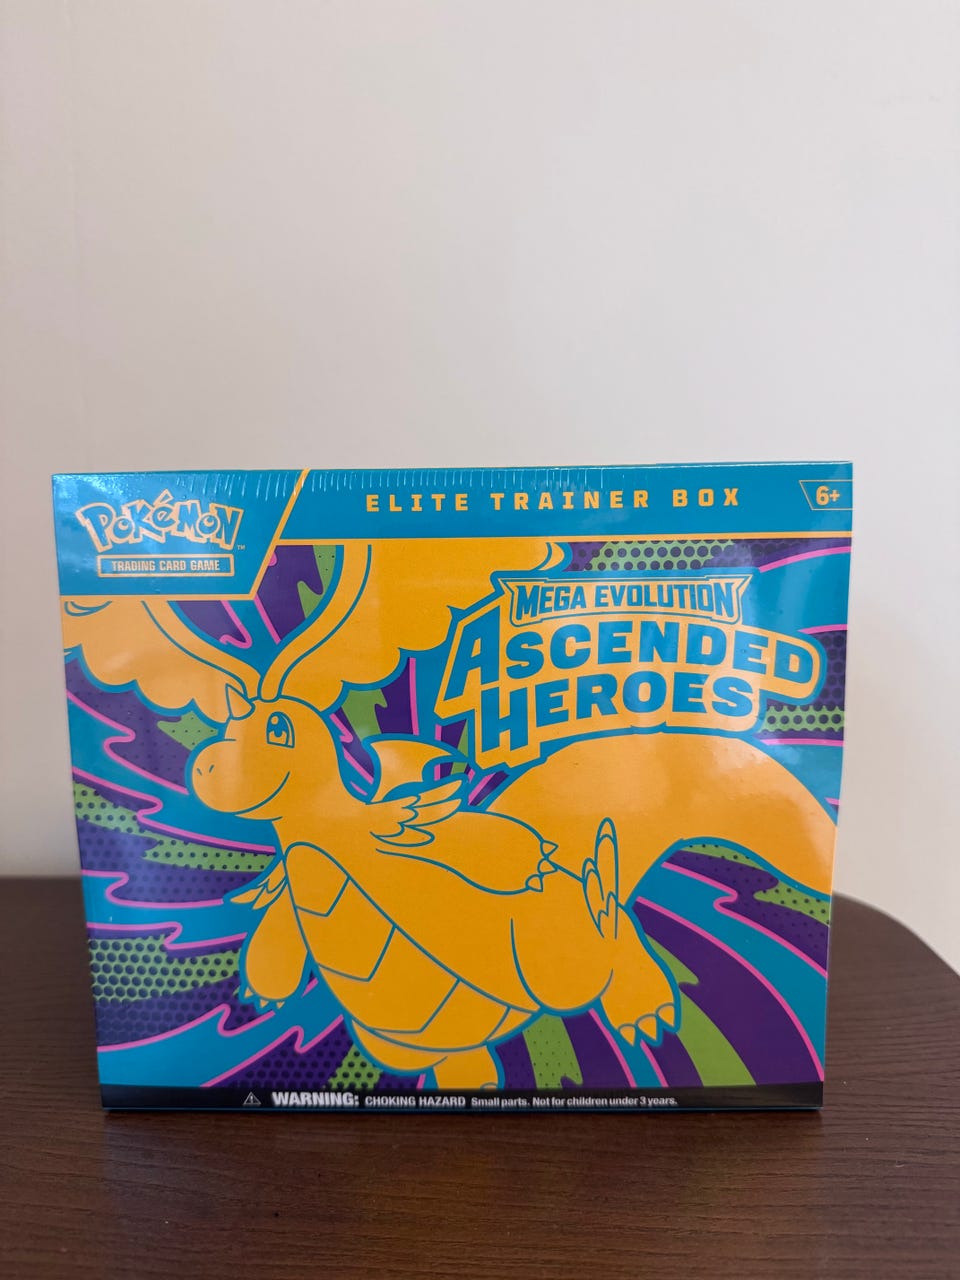 POKéMON™
TRADING CARD GAME
ELITE TRAINER BOX
6+
MEGA EVOLUTION
ASCENDED
HEROES
WARNING: CHOKING HAZARD Small parts. Not for children under 3 years.